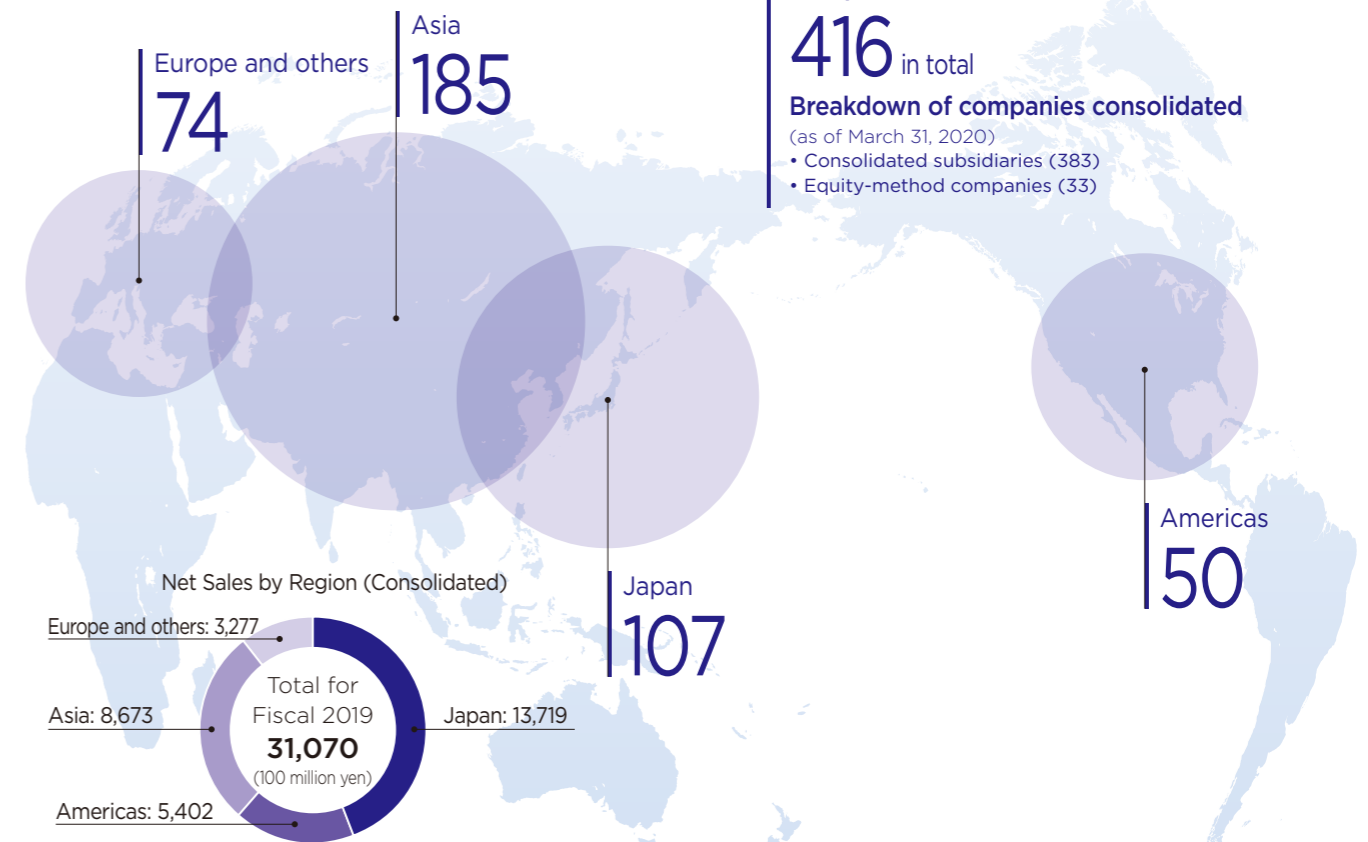 Asia
185
Europe and others
74
416 in total
Breakdown of companies consolidated
(as of March 31, 2020)
• Consolidated subsidiaries (383)
• Equity-method companies (33)
Americas
50
Japan
107
Net Sales by Region (Consolidated)
Europe and others: 3,277
Asia: 8,673
Americas: 5,402
Japan: 13,719
Total for
Fiscal 2019
31,070
(100 million yen)